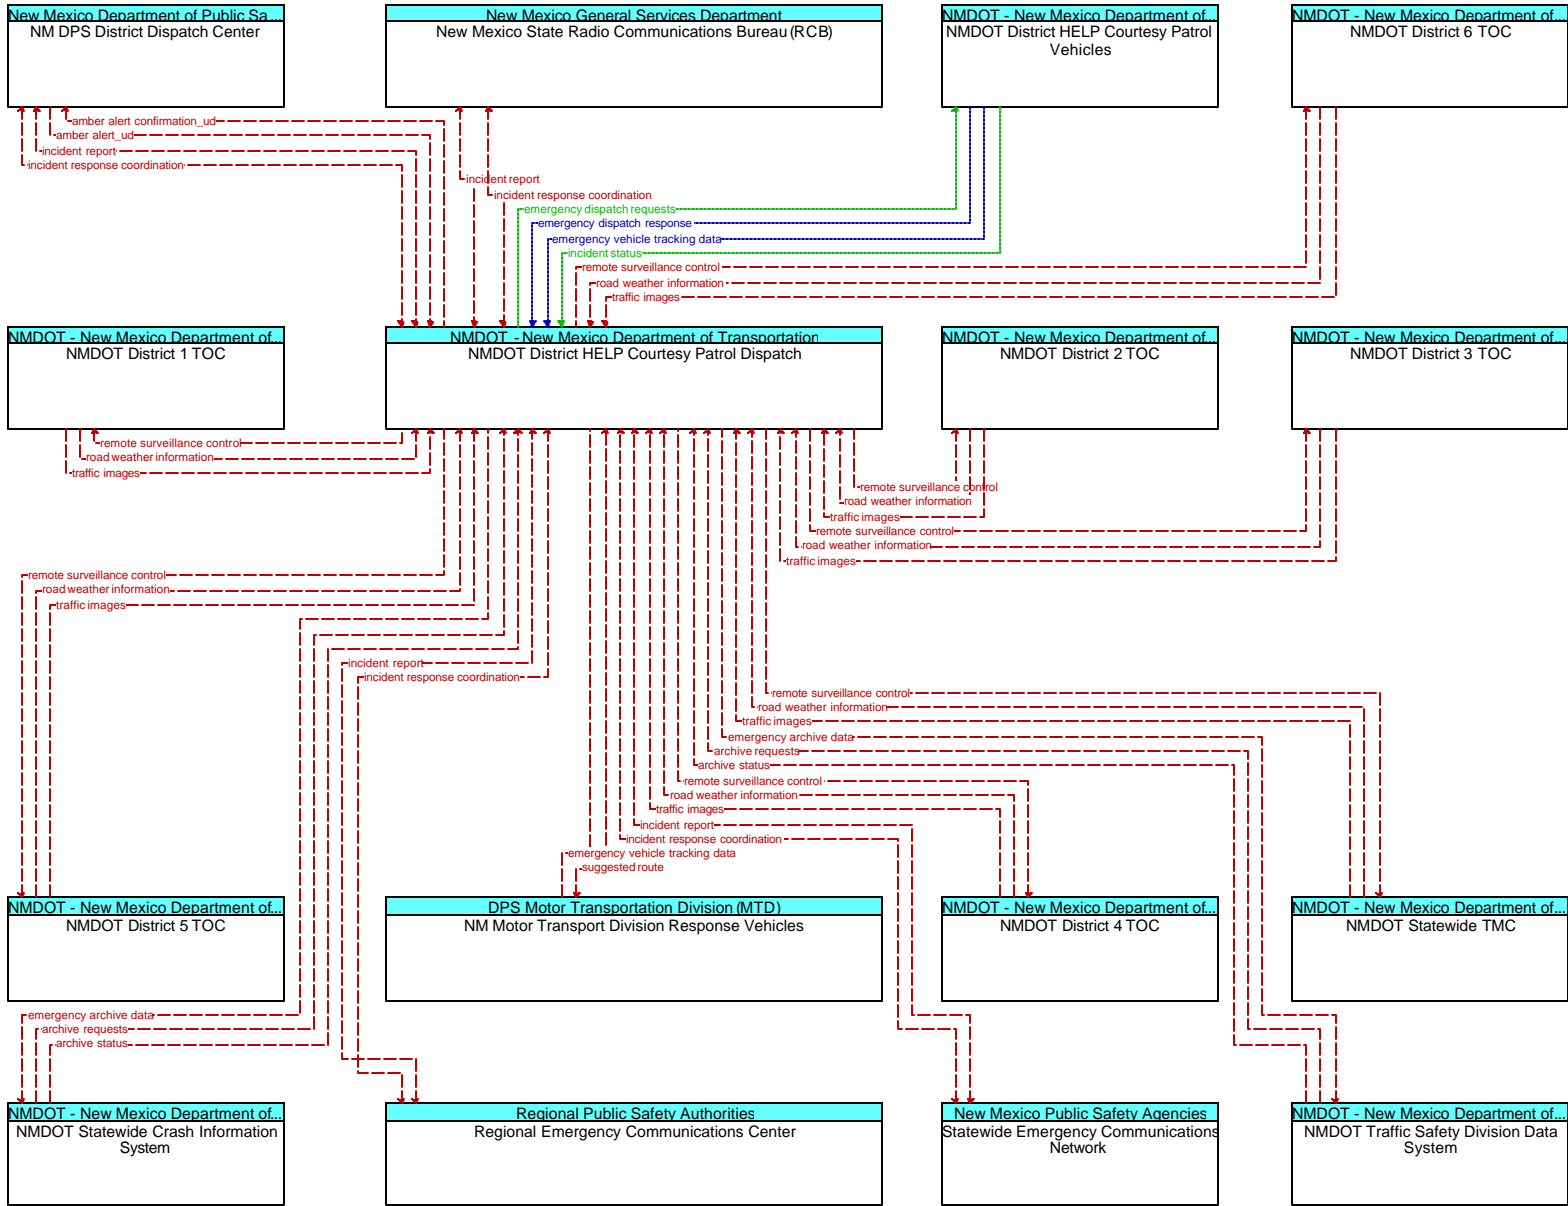 New Mexico Department of Public Sa...
NM DPS District Dispatch Center
New Mexico General Services Department
New Mexico State Radio Communications Bureau (RCB)
NMDOT - New Mexico Department of...
NMDOT District HELP Courtesy Patrol
Vehicles
NMDOT - New Mexico Department of...
NMDOT District 6 TOC
amber alert confirmation_ud
amber alert_ud
incident report
incident response coordination
incident report
incident response coordination
emergency dispatch requests
emergency dispatch response
emergency vehicle tracking data
incident status
remote surveillance control
road weather information
traffic images
NMDOT - New Mexico Department of...
NMDOT District 1 TOC
NMDOT - New Mexico Department of Transportation
NMDOT District HELP Courtesy Patrol Dispatch
NMDOT - New Mexico Department of...
NMDOT District 2 TOC
NMDOT - New Mexico Department of...
NMDOT District 3 TOC
remote surveillance control
road weather information
traffic images
remote surveillance control
road weather information
traffic images
remote surveillance control
road weather information
traffic images
remote surveillance control
road weather information
traffic images
incident report
incident response coordination
remote surveillance control
road weather information
traffic images
emergency archive data
archive requests
archive status
remote surveillance control
road weather information
traffic images
incident report
incident response coordination
emergency vehicle tracking data
suggested route
NMDOT - New Mexico Department of...
NMDOT District 5 TOC
DPS Motor Transportation Division (MTD)
NM Motor Transport Division Response Vehicles
NMDOT - New Mexico Department of...
NMDOT District 4 TOC
NMDOT - New Mexico Department of...
NMDOT Statewide TMC
emergency archive data
archive requests
archive status
NMDOT - New Mexico Department of...
NMDOT Statewide Crash Information
System
Regional Public Safety Authorities
Regional Emergency Communications Center
New Mexico Public Safety Agencies
Statewide Emergency Communications
Network
NMDOT - New Mexico Department of...
NMDOT Traffic Safety Division Data
System